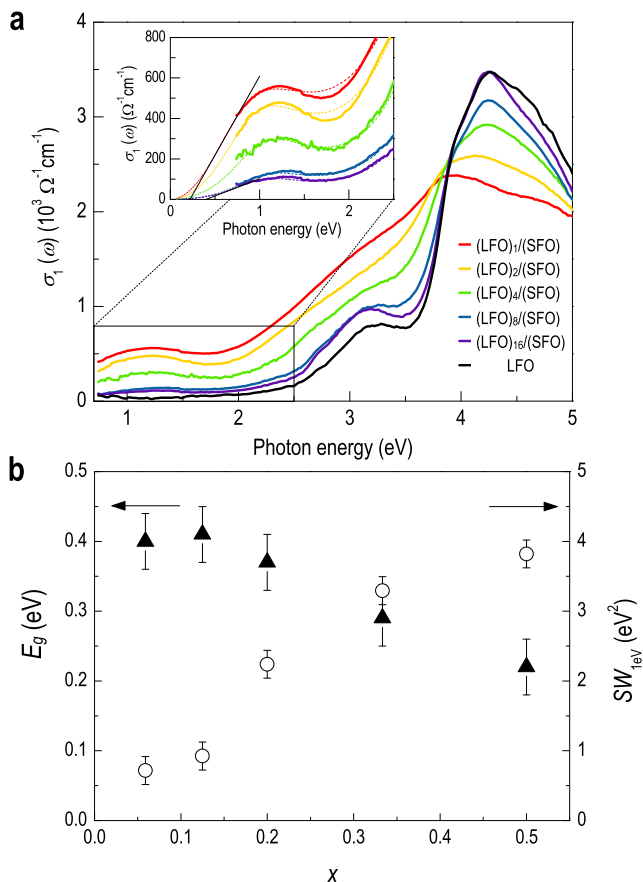 a
4
3
2
1
0
σ₁ (ω) (10³ Ω⁻¹cm⁻¹)
800
600
400
200
0
σ₁ (ω) (Ω⁻¹cm⁻¹)
0 1 2
Photon energy (eV)
(LFO)₁/(SFO)
(LFO)₂/(SFO)
(LFO)₄/(SFO)
(LFO)₈/(SFO)
(LFO)₁₆/(SFO)
LFO
1 2 3 4 5
Photon energy (eV)
b
0.5
0.4
0.3
0.2
0.1
0.0
E_g (eV)
5
4
3
2
1
0
SW₁ₑV (eV²)
0.0 0.1 0.2 0.3 0.4 0.5
x